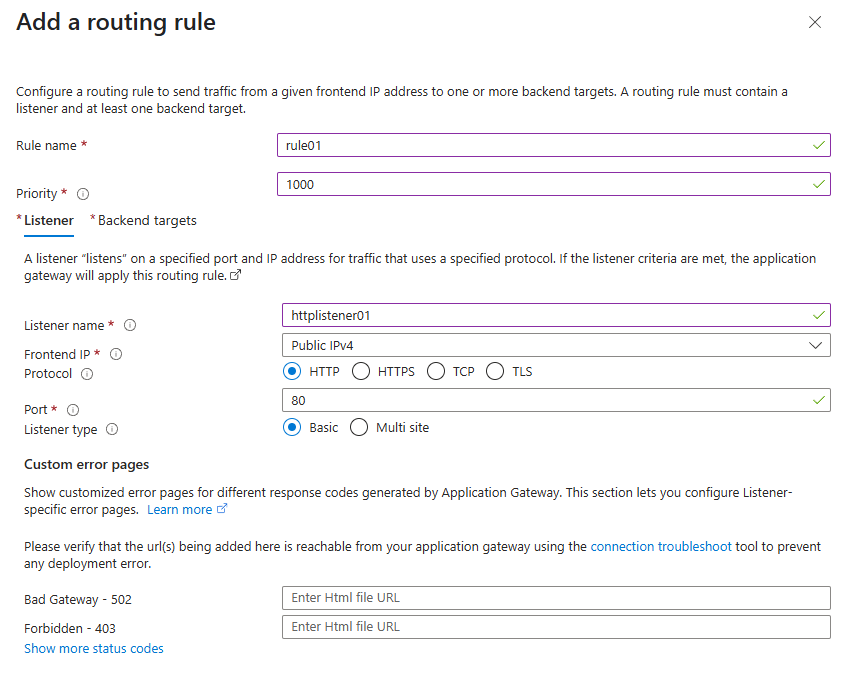 Add a routing rule
Configure a routing rule to send traffic from a given frontend IP address to one or more backend targets. A routing rule must contain a
listener and at least one backend target.
Rule name *
rule01
Priority *
1000
* Listener * Backend targets
A listener “listens” on a specified port and IP address for traffic that uses a specified protocol. If the listener criteria are met, the application
gateway will apply this routing rule.
Listener name *
httplistener01
Frontend IP *
Public IPv4
Protocol
HTTP HTTPS TCP TLS
Port *
80
Listener type
Basic Multi site
Custom error pages
Show customized error pages for different response codes generated by Application Gateway. This section lets you configure Listener-
specific error pages. Learn more
Please verify that the url(s) being added here is reachable from your application gateway using the connection troubleshoot tool to prevent
any deployment error.
Bad Gateway - 502
Enter Html file URL
Forbidden - 403
Enter Html file URL
Show more status codes